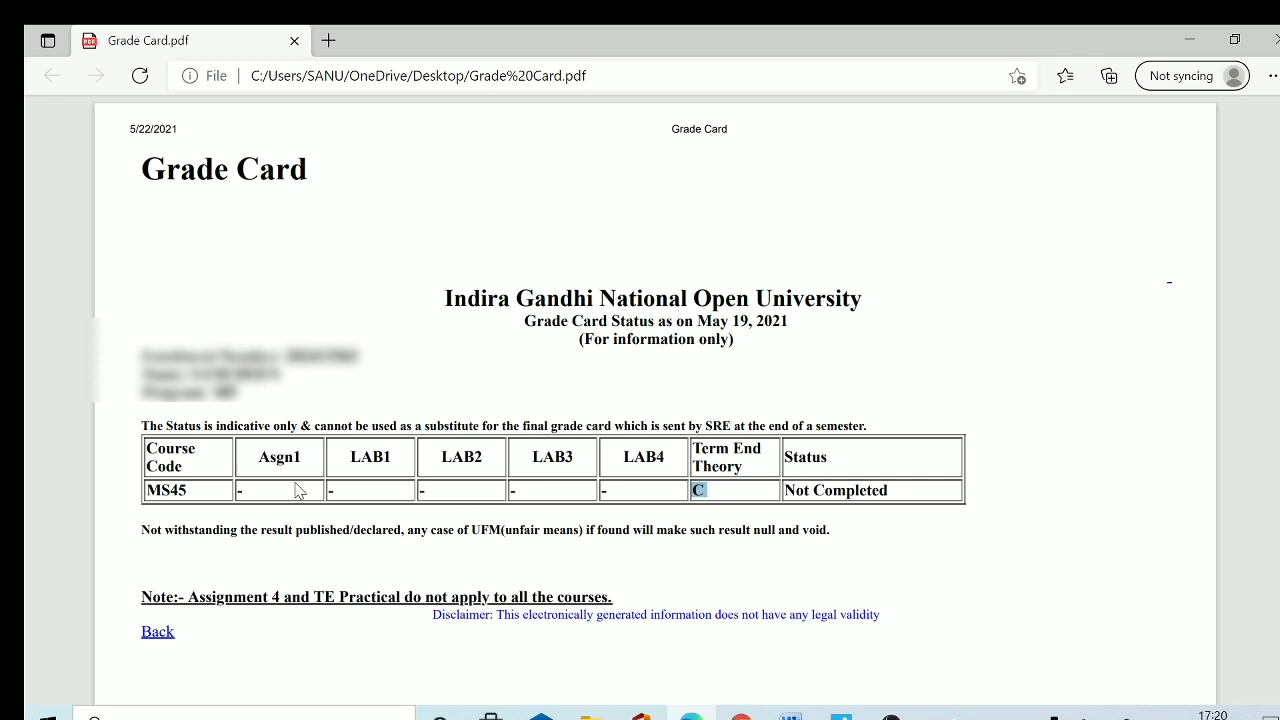 Grade Card.pdf
File | C:/Users/SANU/OneDrive/Desktop/Grade%20Card.pdf
Not syncing
5/22/2021
Grade Card
Grade Card
Indira Gandhi National Open University
Grade Card Status as on May 19, 2021
(For information only)
The Status is indicative only & cannot be used as a substitute for the final grade card which is sent by SRE at the end of a semester.
Course Code Asgn1 LAB1 LAB2 LAB3 LAB4 Term End Theory Status
MS45 - - - - - C Not Completed
Not withstanding the result published/declared, any case of UFM(unfair means) if found will make such result null and void.
Note:- Assignment 4 and TE Practical do not apply to all the courses.
Disclaimer: This electronically generated information does not have any legal validity
Back
17:20